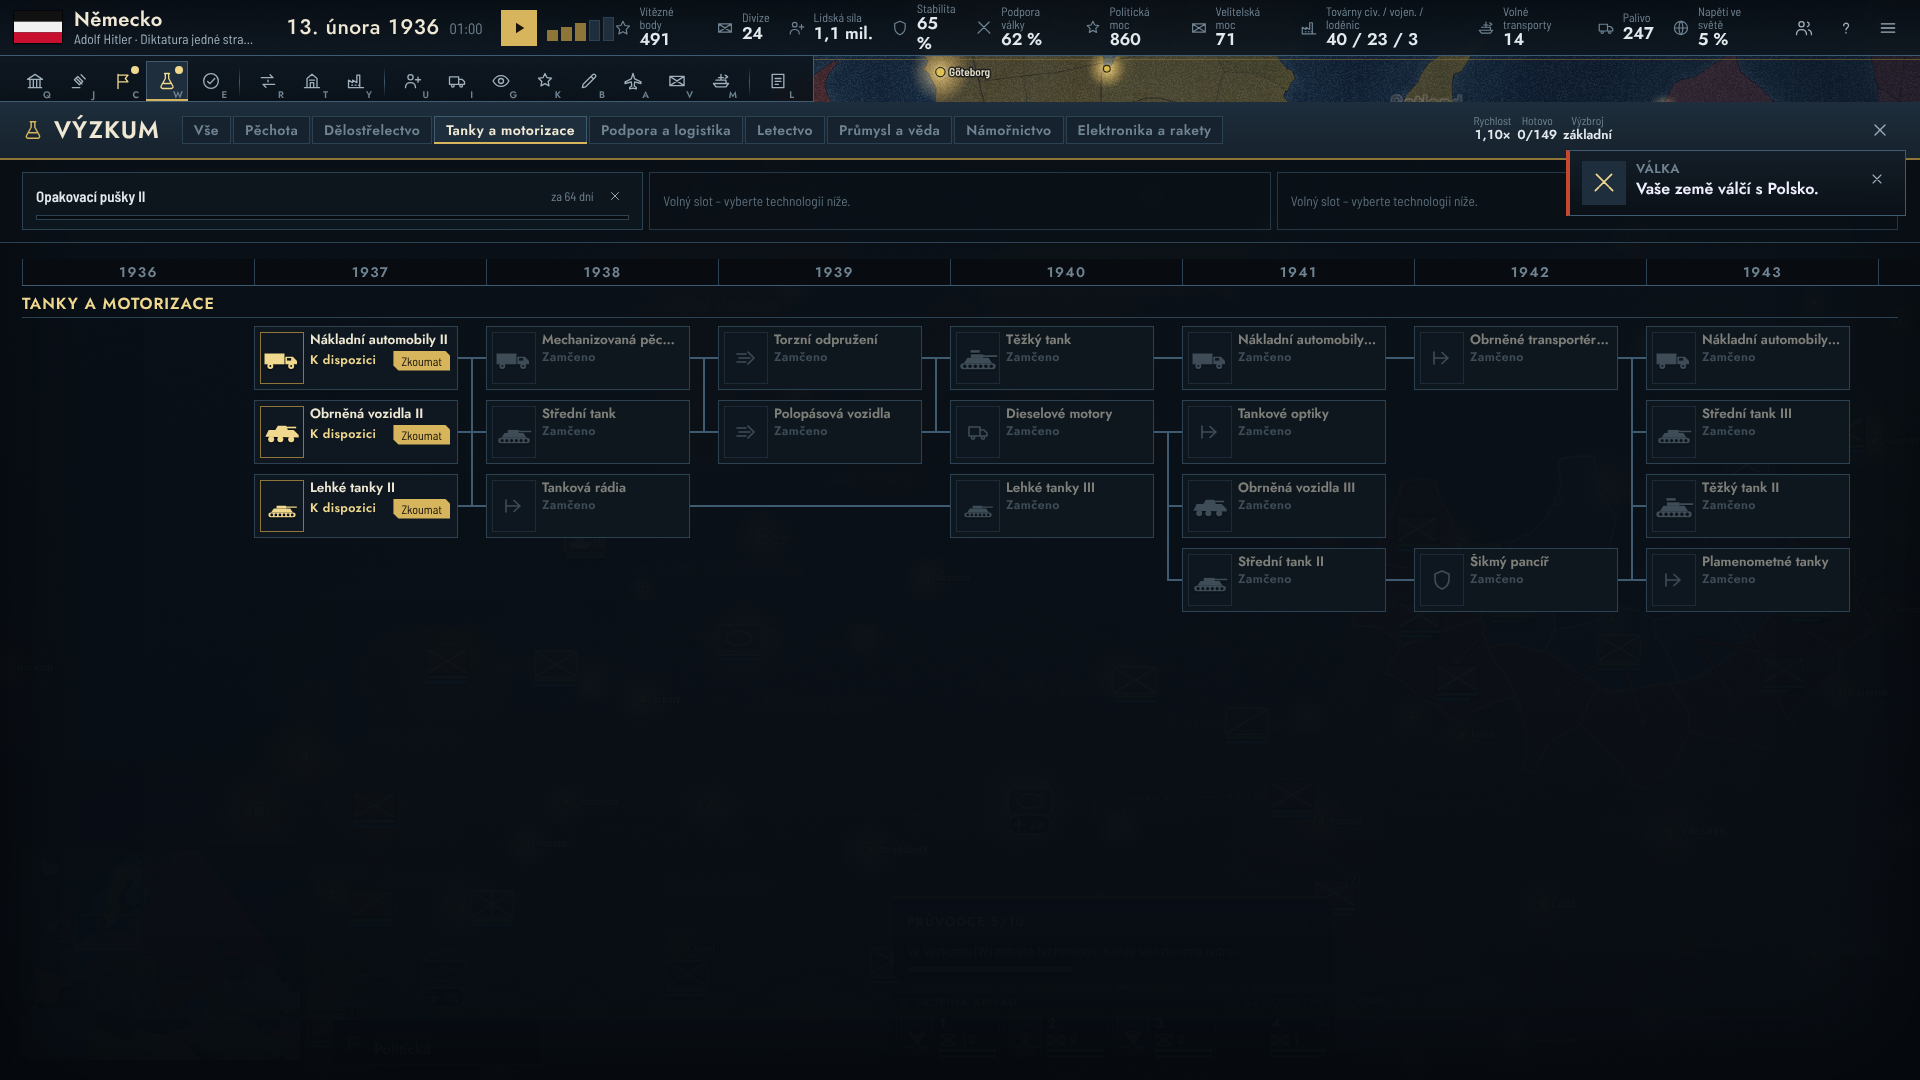 Německo
Adolf Hitler · Diktatura jedné stra...
13. února 1936 01:00
Vítězné body 491
Divize 24
Lidská síla 1,1 mil.
Stabilita 65 %
Podpora války 62 %
Politická moc 860
Velitelská moc 71
Továrny civ. / vojen. / loděnic 40 / 23 / 3
Volné transporty 14
Palivo 247
Napětí ve světě 5 %
?
Q J C W E R T Y U I G K B A V M L
Göteborg
Gotland
VÝZKUM
Vše
Pěchota
Dělostřelectvo
Tanky a motorizace
Podpora a logistika
Letectvo
Průmysl a věda
Námořnictvo
Elektronika a rakety
Rychlost 1,10×
Hotovo 0/149
Výzbroj základní
VÁLKA
Vaše země válčí s Polsko.
Opakovací pušky II
za 64 dní
Volný slot – vyberte technologii níže.
Volný slot – vyberte technologii níže.
1936 1937 1938 1939 1940 1941 1942 1943
TANKY A MOTORIZACE
Nákladní automobily II
K dispozici Zkoumat
Mechanizovaná pěc...
Zamčeno
Torzní odpružení
Zamčeno
Těžký tank
Zamčeno
Nákladní automobily...
Zamčeno
Obrněné transportér...
Zamčeno
Nákladní automobily...
Zamčeno
Obrněná vozidla II
K dispozici Zkoumat
Střední tank
Zamčeno
Polopásová vozidla
Zamčeno
Dieselové motory
Zamčeno
Tankové optiky
Zamčeno
Střední tank III
Zamčeno
Lehké tanky II
K dispozici Zkoumat
Tanková rádia
Zamčeno
Lehké tanky III
Zamčeno
Obrněná vozidla III
Zamčeno
Těžký tank II
Zamčeno
Střední tank II
Zamčeno
Šikmý pancíř
Zamčeno
Plamenometné tanky
Zamčeno
PRŮVODCE 5/10